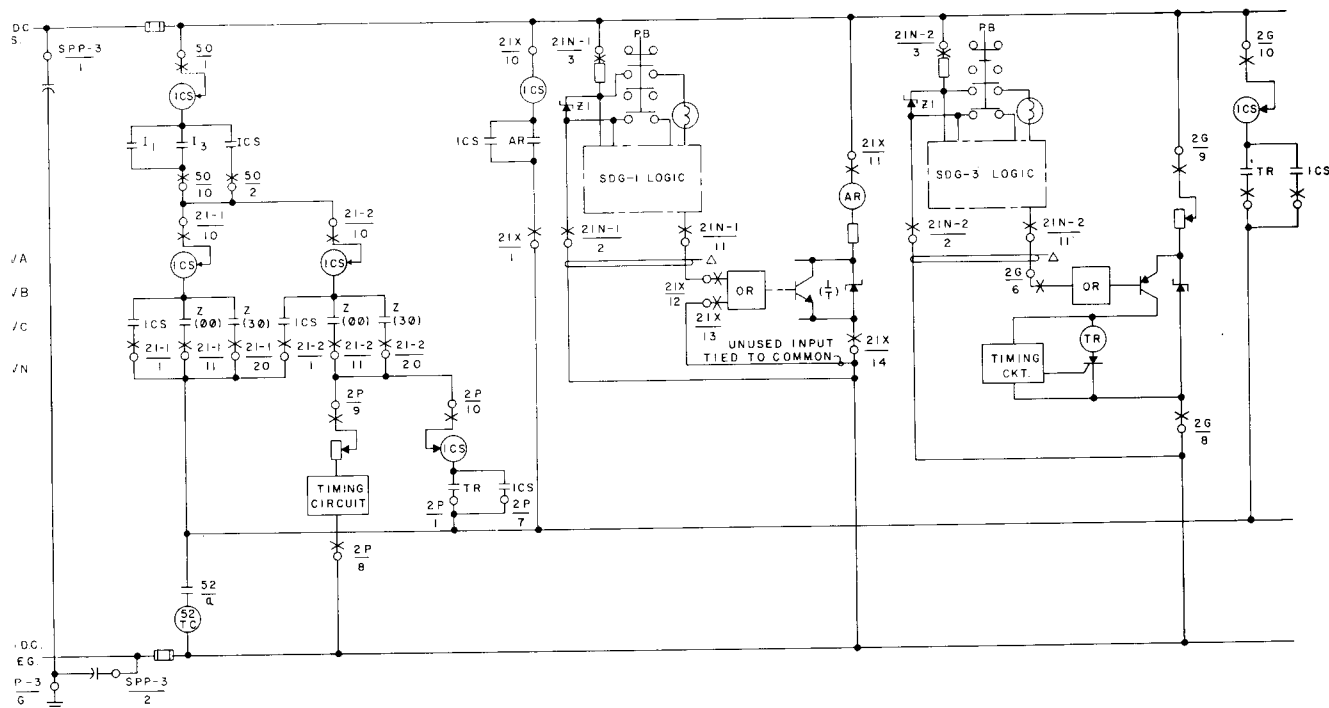 DC
S.
SPP-3
1
50
1
ICS
I1 I3 ICS
50
10
50
2
21-1
10
21-2
10
ICS
ICS
√A
√B
√C
√N
ICS
Z
(00)
Z
(30)
ICS
Z
(00)
Z
(30)
21-1
1
21-1
11
21-1
20
21-2
1
21-2
11
21-2
20
2P
9
2P
10
TIMING
CIRCUIT
ICS
TR
ICS
2P
1
2P
7
2P
8
52
a
52
TC
D.C.
EG.
P-3
G
SPP-3
2
21X
10
ICS
ICS
AR
21X
1
21N-1
3
PB
Z1
SDG-1 LOGIC
21N-1
2
21N-1
11
21X
12
21X
13
OR
(1/T)
UNUSED INPUT
TIED TO COMMON
21X
11
AR
21X
14
21N-2
3
PB
Z1
SDG-3 LOGIC
21N-2
2
21N-2
11
2G
6
OR
TR
TIMING
CKT.
2G
9
2G
8
2G
10
ICS
TR
ICS